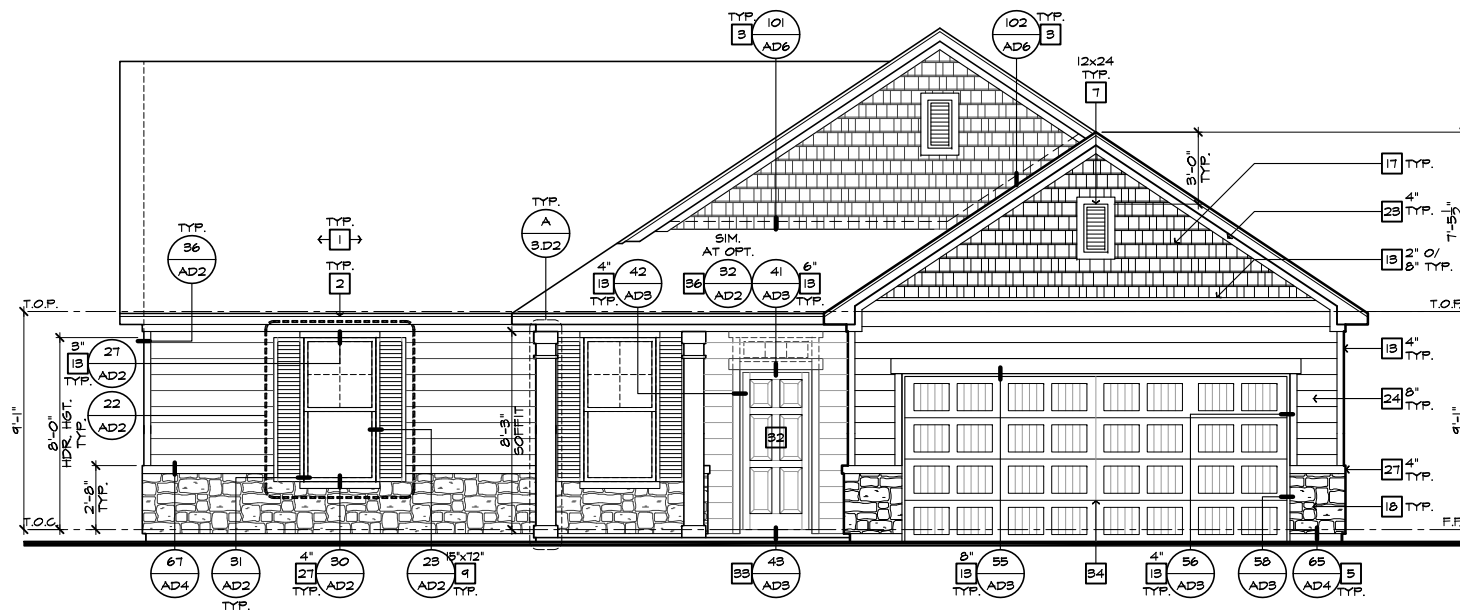 TYP.
3
101
AD6
102
AD6
TYP.
3
12x24
TYP.
7
3'-0"
TYP.
17 TYP.
4"
23 TYP.
7'-5½"
2" O/
13 8" TYP.
TYP.
36
AD2
TYP.
1
TYP.
2
TYP.
A
3.D2
SIM.
AT OPT.
4"
13
TYP.
42
AD3
36
32
AD2
41
AD3
6"
13
TYP.
T.O.P.
T.O.P.
3"
13
TYP.
27
AD2
22
AD2
9'-1"
8'-0"
HDR. HGT.
TYP.
2'-8"
TYP.
8'-3"
SOFFIT
32
4"
13 TYP.
8"
24 TYP.
9'-1"
4"
27 TYP.
18 TYP.
T.O.C.
F.F.
67
AD4
31
AD2
TYP.
4"
27
TYP.
30
AD2
23
AD2
15"x72"
9
TYP.
33
43
AD3
8"
13
TYP.
55
AD3
34
4"
13
TYP.
56
AD3
58
AD3
65
AD4
5
TYP.